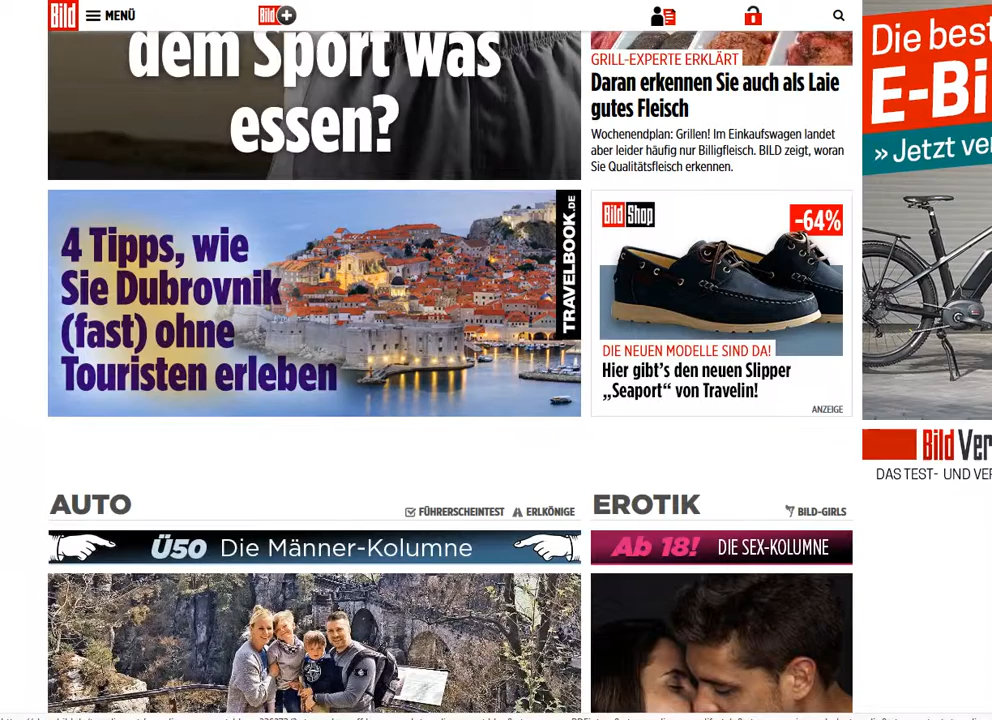 Bild
MENÜ
Bild +
dem Sport was
essen?
GRILL-EXPERTE ERKLÄRT
Daran erkennen Sie auch als Laie
gutes Fleisch
Wochenendplan: Grillen! Im Einkaufswagen landet
aber leider häufig nur Billigfleisch. BILD zeigt, woran
Sie Qualitätsfleisch erkennen.
Die best
E-Bi
» Jetzt ver
4 Tipps, wie
Sie Dubrovnik
(fast) ohne
Touristen erleben
TRAVELBOOK.DE
Bild Shop
-64%
DIE NEUEN MODELLE SIND DA!
Hier gibt's den neuen Slipper
„Seaport“ von Travelin!
ANZEIGE
Bild Ver
DAS TEST- UND VER
AUTO
FÜHRERSCHEINTEST
ERLKÖNIGE
EROTIK
BILD-GIRLS
Ü50 Die Männer-Kolumne
Ab 18! DIE SEX-KOLUMNE